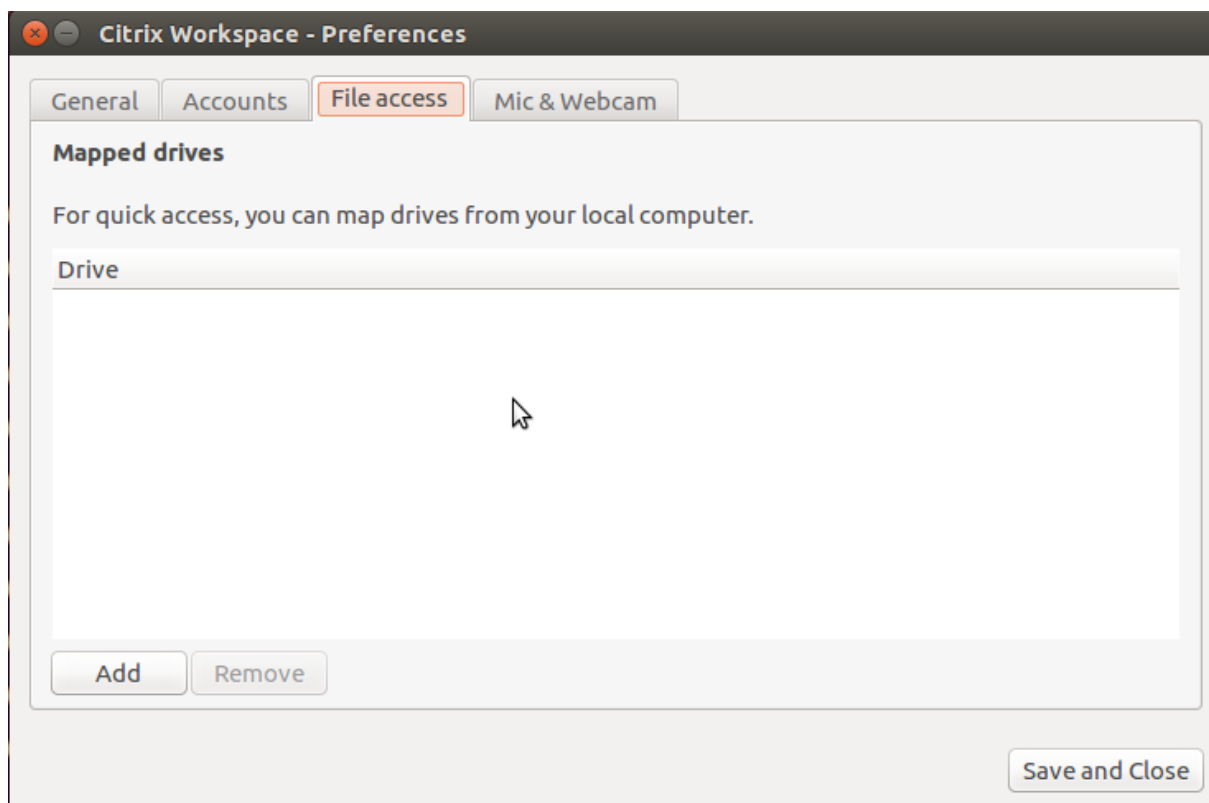 Citrix Workspace - Preferences
General Accounts File access Mic & Webcam
Mapped drives
For quick access, you can map drives from your local computer.
Drive
Add Remove
Save and Close